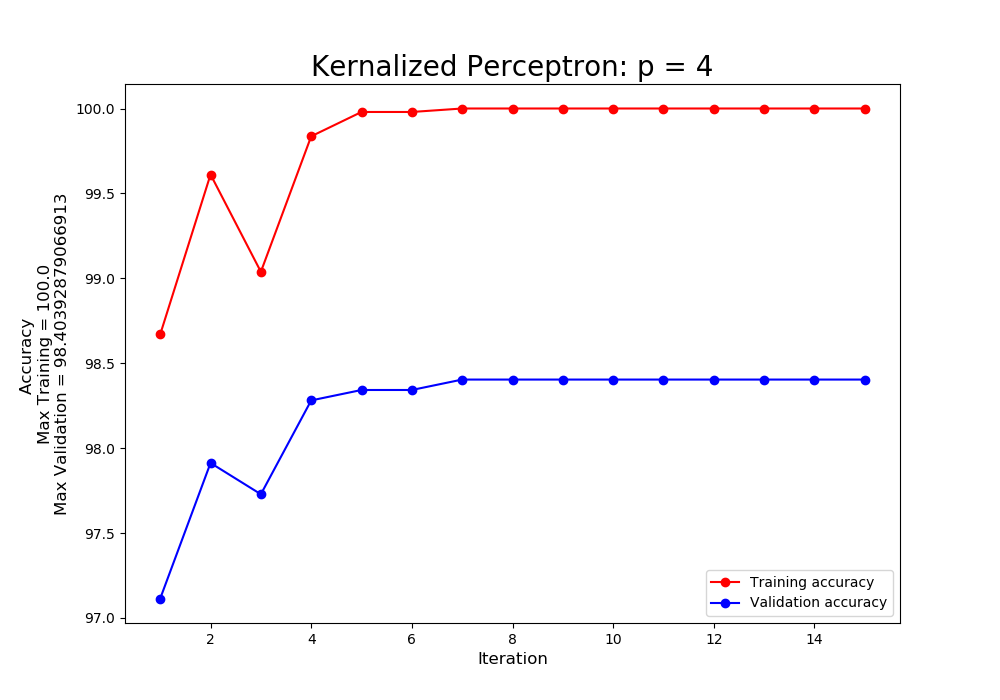 Kernalized Perceptron: p = 4
Accuracy
Max Training = 100.0
Max Validation = 98.40392879066913
100.0
99.5
99.0
98.5
98.0
97.5
97.0
2 4 6 8 10 12 14
Iteration
Training accuracy
Validation accuracy